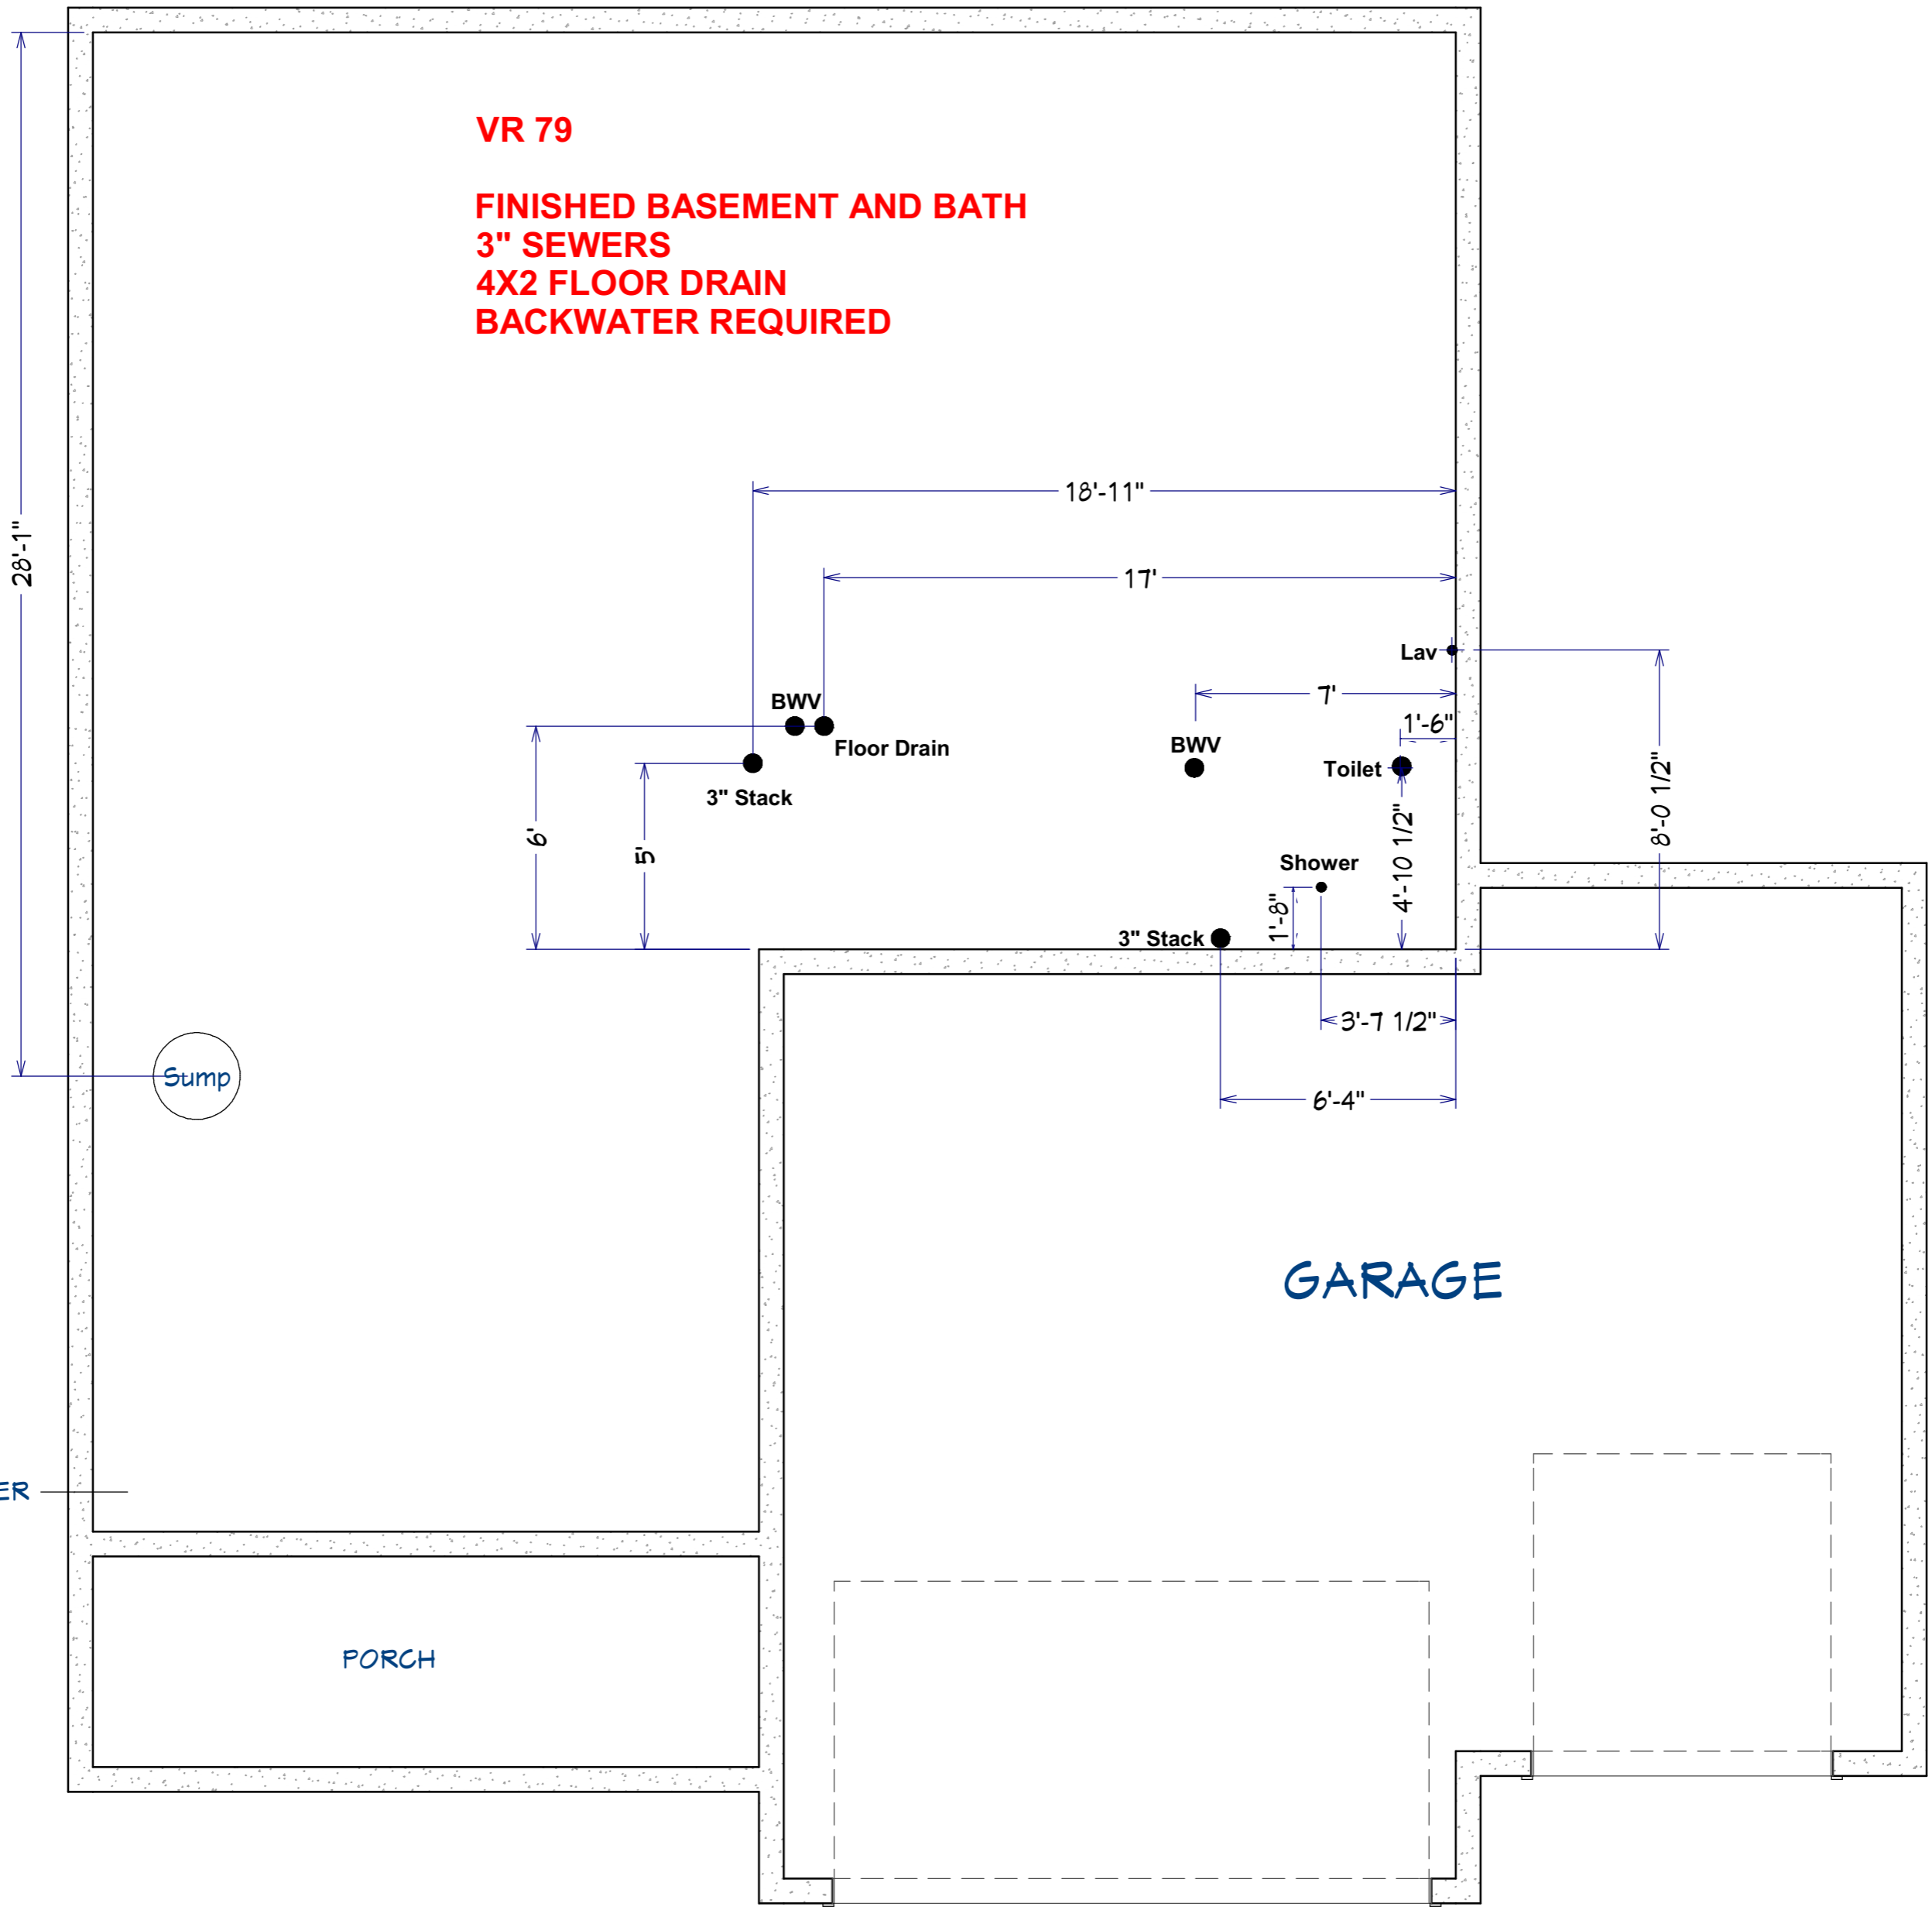 VR 79
FINISHED BASEMENT AND BATH
3" SEWERS
4X2 FLOOR DRAIN
BACKWATER REQUIRED
28'-1"
18'-11"
17'
Lav
7'
1'-6"
BWV
Floor Drain
BWV
Toilet
3" Stack
6'
5'
8'-0 1/2"
4'-10 1/2"
Shower
1'-8"
3" Stack
3'-7 1/2"
Sump
6'-4"
GARAGE
ER
PORCH